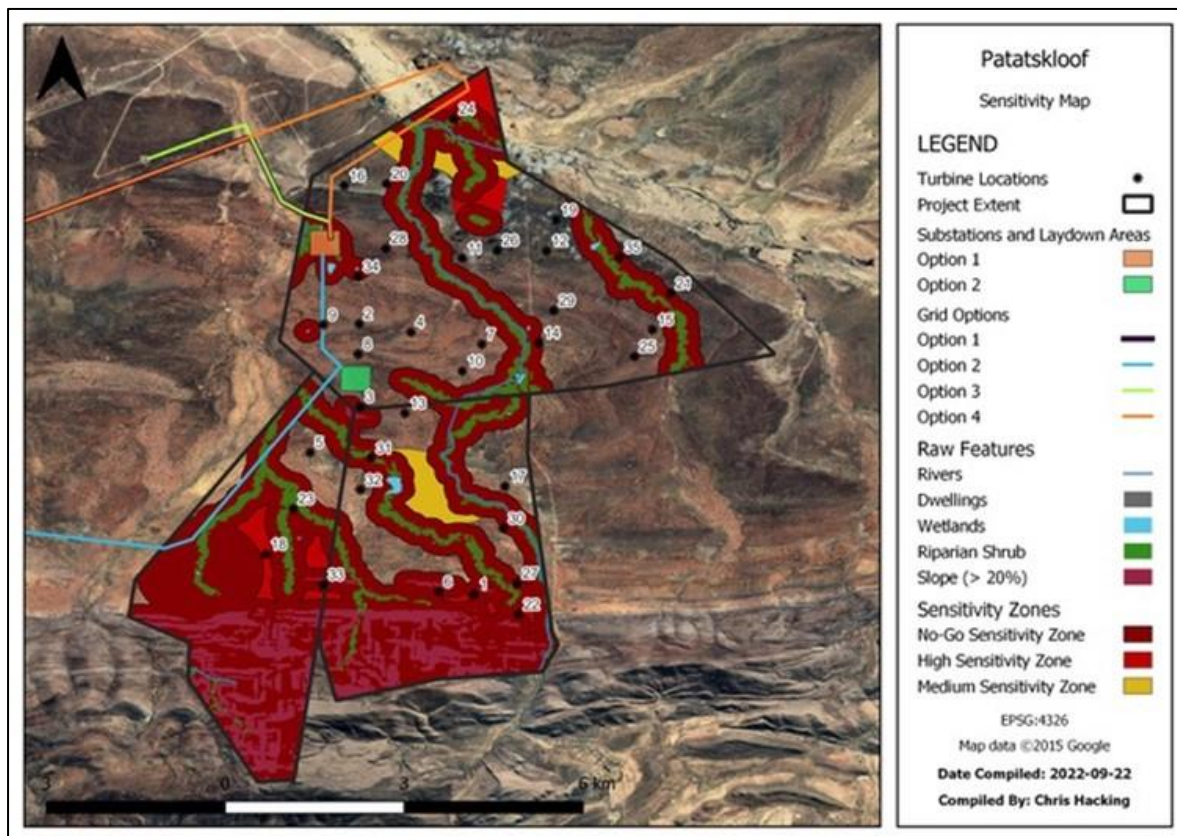 Patatskloof
Sensitivity Map
LEGEND
Turbine Locations
Project Extent
Substations and Laydown Areas
Option 1
Option 2
Grid Options
Option 1
Option 2
Option 3
Option 4
Raw Features
Rivers
Dwellings
Wetlands
Riparian Shrub
Slope (> 20%)
Sensitivity Zones
No-Go Sensitivity Zone
High Sensitivity Zone
Medium Sensitivity Zone
EPSG:4326
Map data ©2015 Google
Date Compiled: 2022-09-22
Compiled By: Chris Hacking
24
16
20
19
28
11
26
12
35
34
21
29
9
2
4
7
14
15
25
10
3
13
5
31
32
17
23
30
18
33
6
1
27
22
3
0
3
6 km